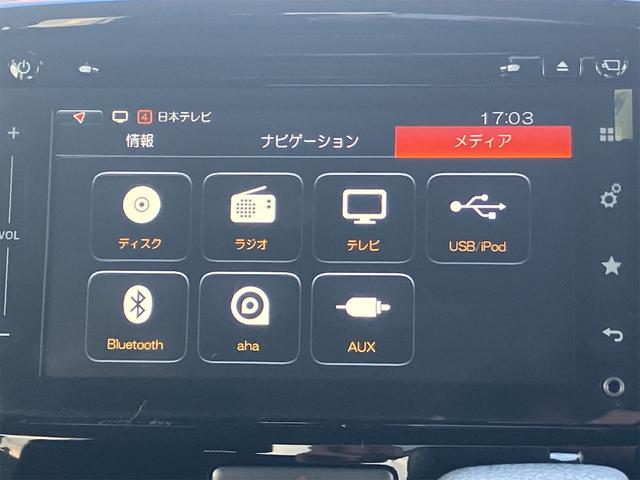 4 日本テレビ 17:03
情報 ナビゲーション メディア
ディスク ラジオ テレビ USB/iPod
Bluetooth aha AUX
+
VOL
-